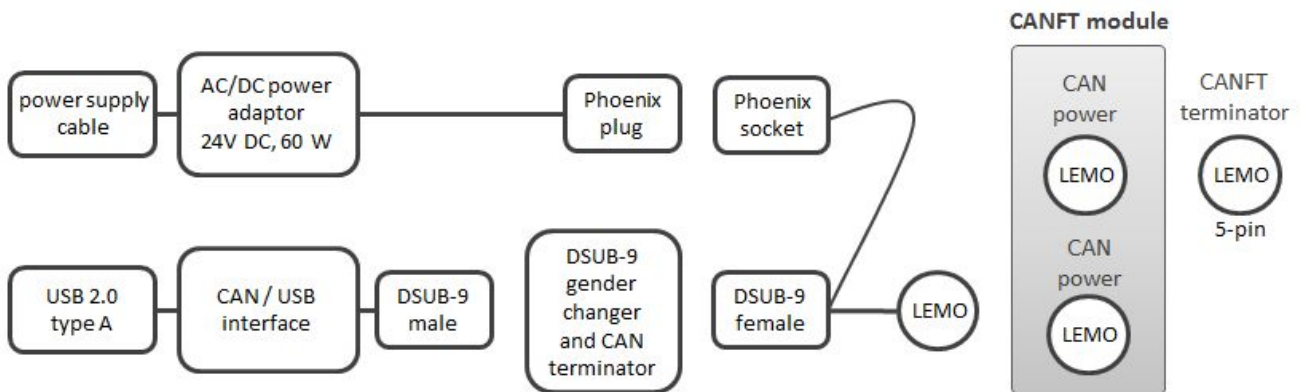 CANFT module
power supply
cable
AC/DC power
adaptor
24V DC, 60 W
Phoenix
plug
Phoenix
socket
CAN
power
LEMO
CANFT
terminator
LEMO
5-pin
USB 2.0
type A
CAN / USB
interface
DSUB-9
male
DSUB-9
gender
changer
and CAN
terminator
DSUB-9
female
LEMO
CAN
power
LEMO